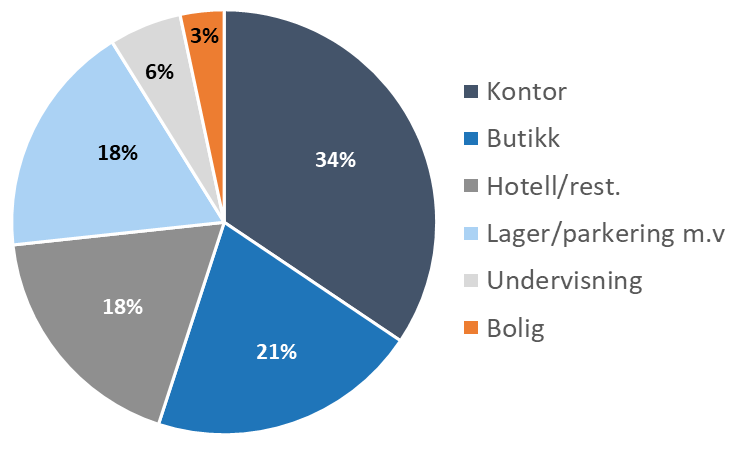 3%
6%
34%
18%
18%
21%
Kontor
Butikk
Hotell/rest.
Lager/parkering m.v
Undervisning
Bolig